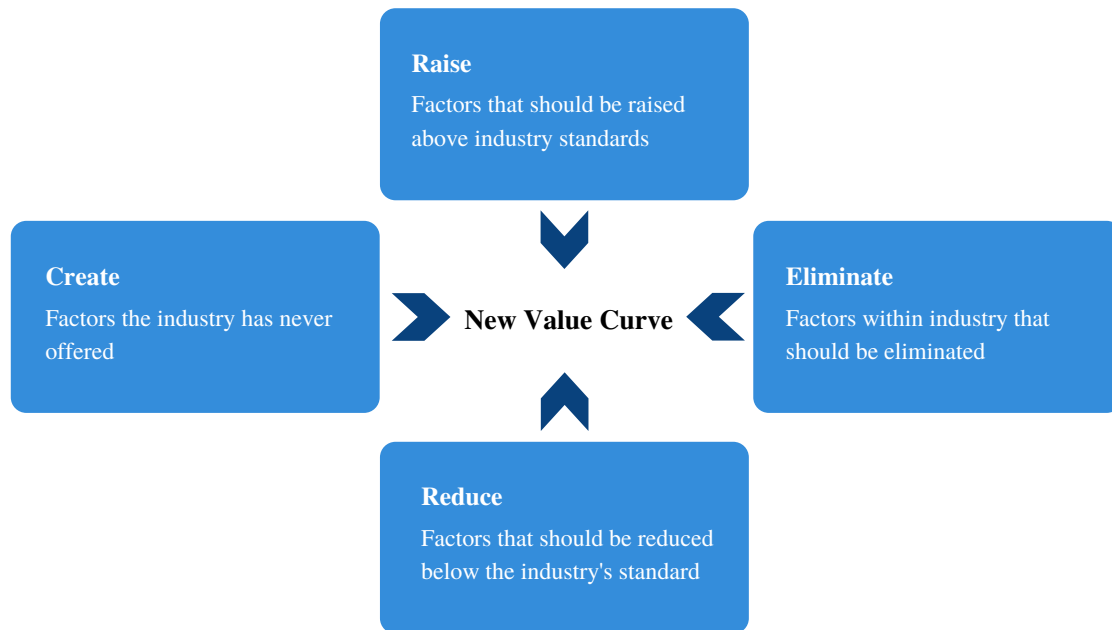 Raise
Factors that should be raised
above industry standards
Create
Factors the industry has never
offered
New Value Curve
Eliminate
Factors within industry that
should be eliminated
Reduce
Factors that should be reduced
below the industry's standard